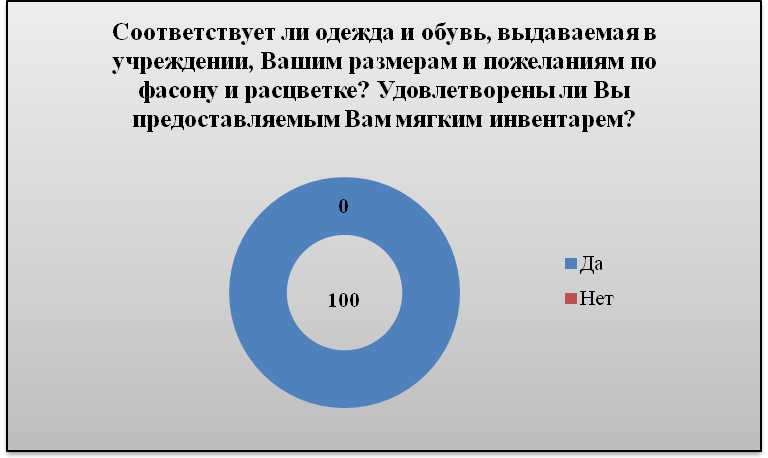 Соответствует ли одежда и обувь, выдаваемая в
учреждении, Вашим размерам и пожеланиям по
фасону и расцветке? Удовлетворены ли Вы
предоставляемым Вам мягким инвентарем?
0
100
Да
Нет